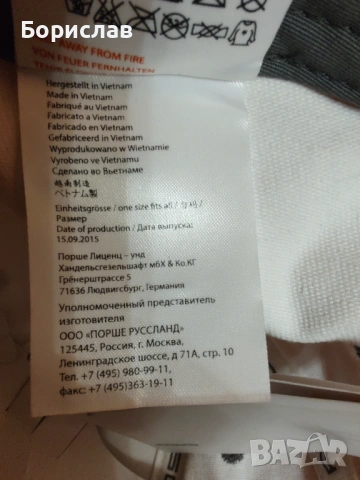 Борислав
AWAY FROM FIRE
VON FEUER FERNHALTEN
Hergestellt in Vietnam
Made in Vietnam
Fabriqué au Vietnam
Fabricato a Vietnam
Fabricado en Vietnam
Gefabriceerd in Vietnam
Wyprodukowano w Wietnamie
Vyrobeno ve Vietnamu
Сделано во Вьетнаме
越南制造
ベトナム製
Einheitsgrösse / one size fits all /
Размер
Date of production / Дата выпуска:
15.09.2015
Порше Лиценц – унд
Хандельсгезельшафт мбХ & Ко.КГ
Грёнерштрассе 5
71636 Людвигсбург, Германия
Уполномоченный представитель
изготовителя
ООО "ПОРШЕ РУССЛАНД"
125445, Россия, г. Москва,
Ленинградское шоссе, д 71А, стр. 10
Тел. +7 (495) 980-99-11,
факс: +7 (495)363-19-11
BAZAR